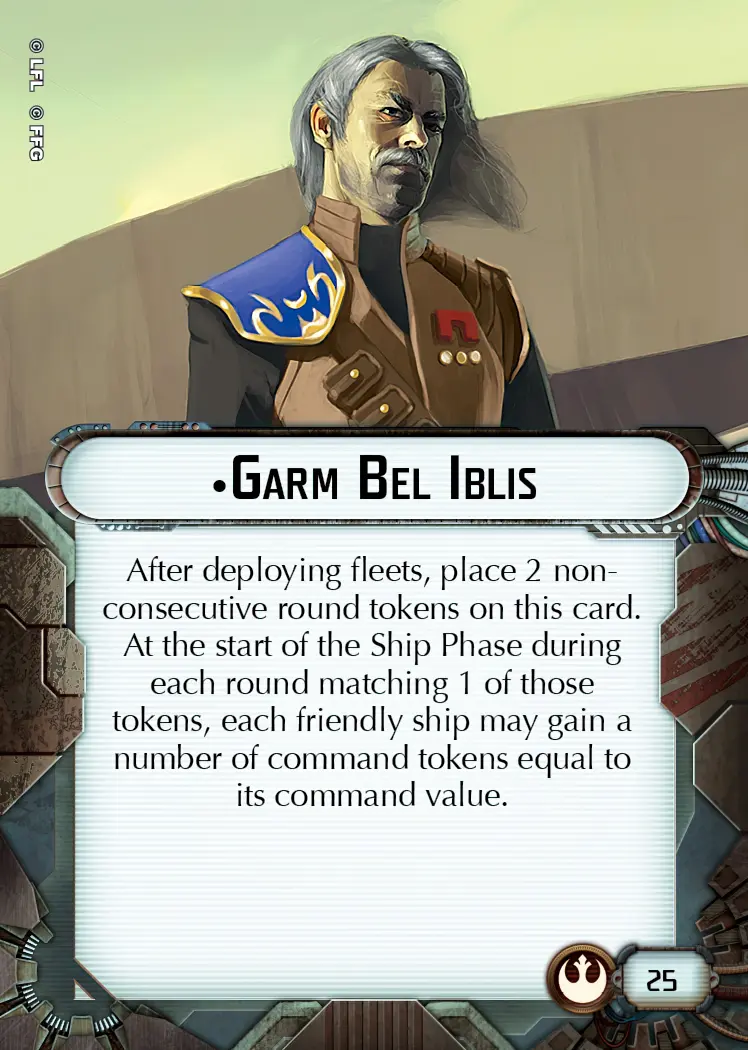 © LFL © FFG
•Garm Bel Iblis
After deploying fleets, place 2 non-
consecutive round tokens on this card.
At the start of the Ship Phase during
each round matching 1 of those
tokens, each friendly ship may gain a
number of command tokens equal to
its command value.
25